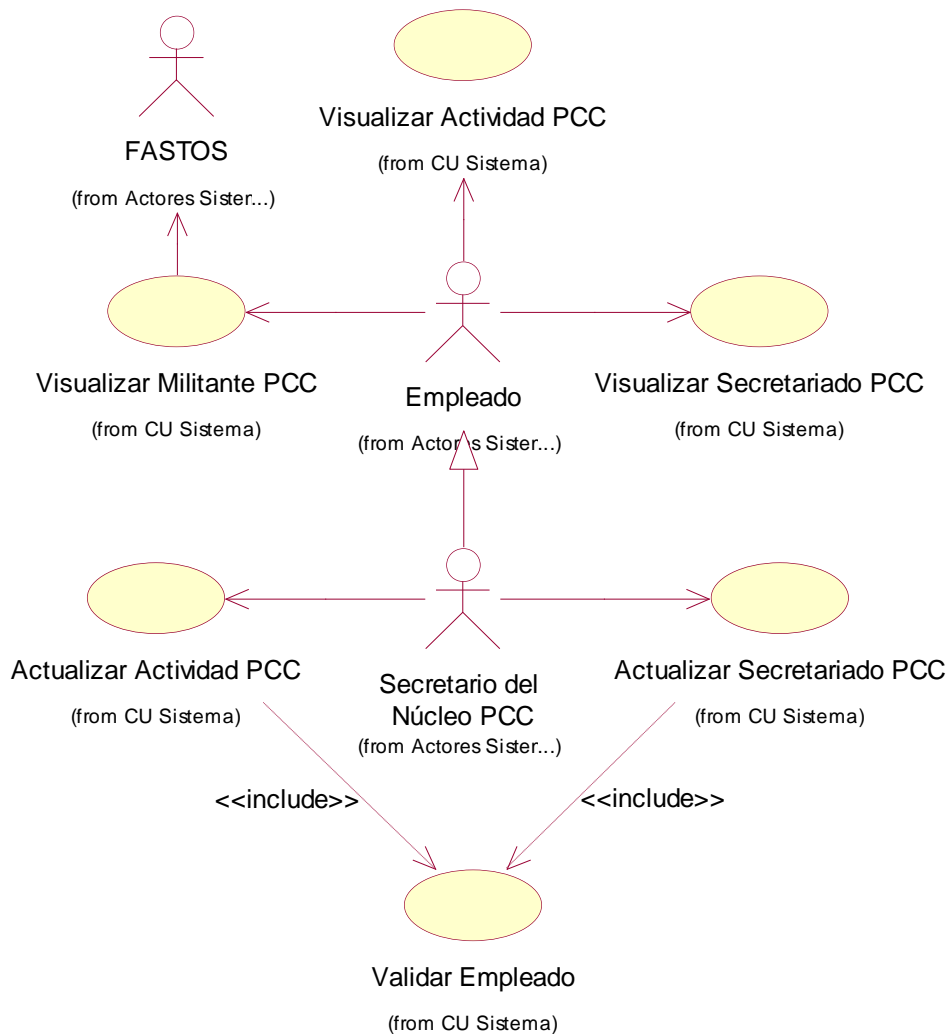 FASTOS
(from Actores Sister...)
Visualizar Actividad PCC
(from CU Sistema)
Visualizar Militante PCC
(from CU Sistema)
Empleado
(from Actores Sister...)
Visualizar Secretariado PCC
(from CU Sistema)
Actualizar Actividad PCC
(from CU Sistema)
Secretario del
Núcleo PCC
(from Actores Sister...)
Actualizar Secretariado PCC
(from CU Sistema)
<<include>>
<<include>>
Validar Empleado
(from CU Sistema)